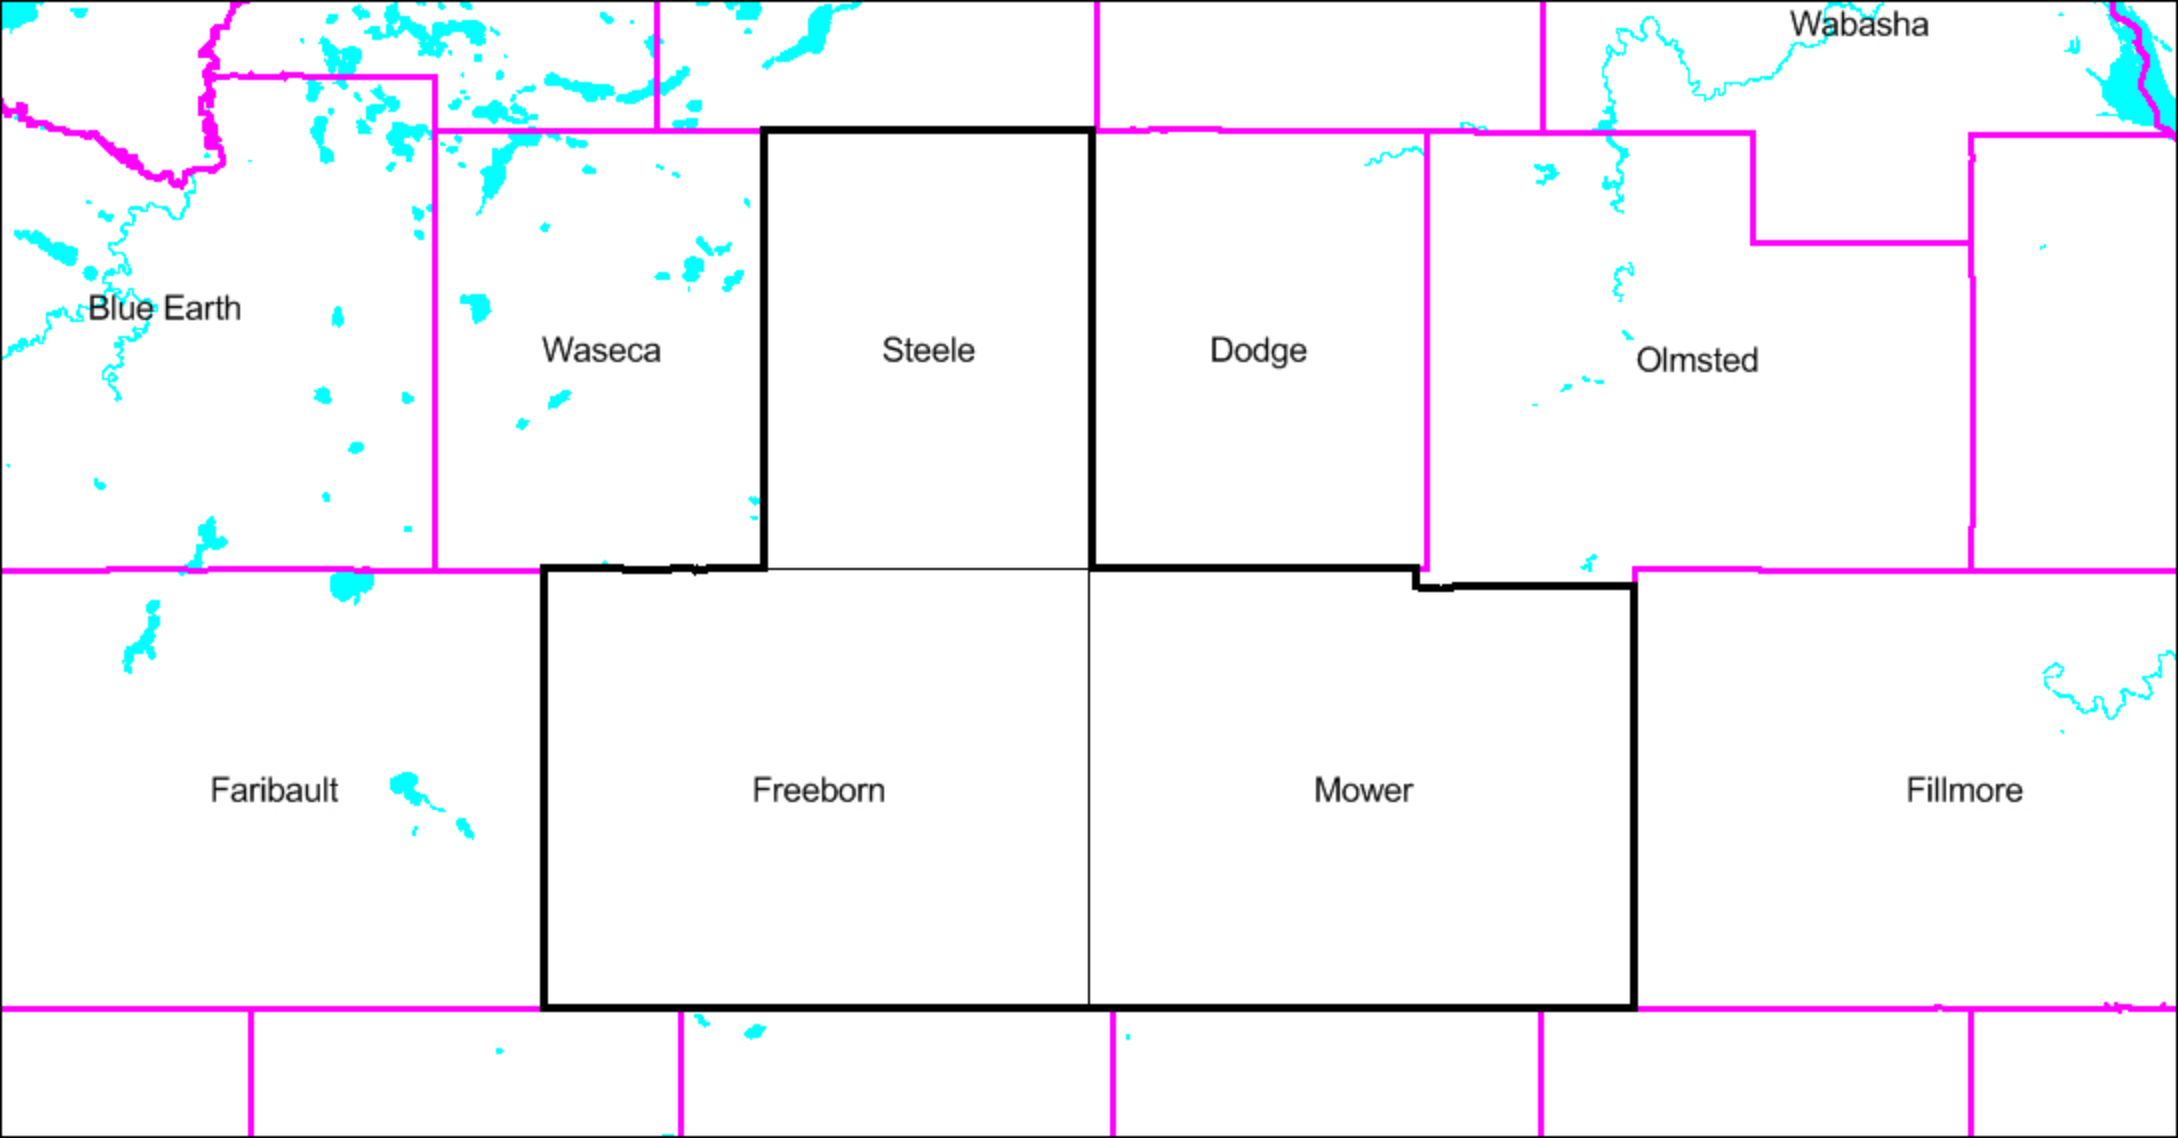 Wabasha
Blue Earth
Waseca
Steele
Dodge
Olmsted
Faribault
Freeborn
Mower
Fillmore